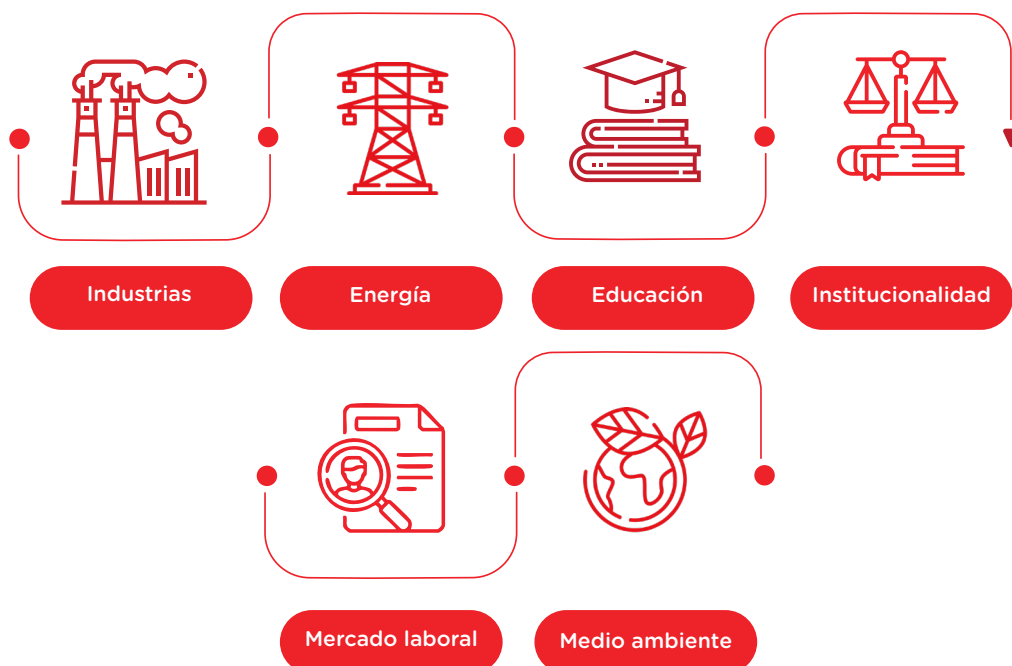 Industrias
Energía
Educación
Institucionalidad
Mercado laboral
Medio ambiente